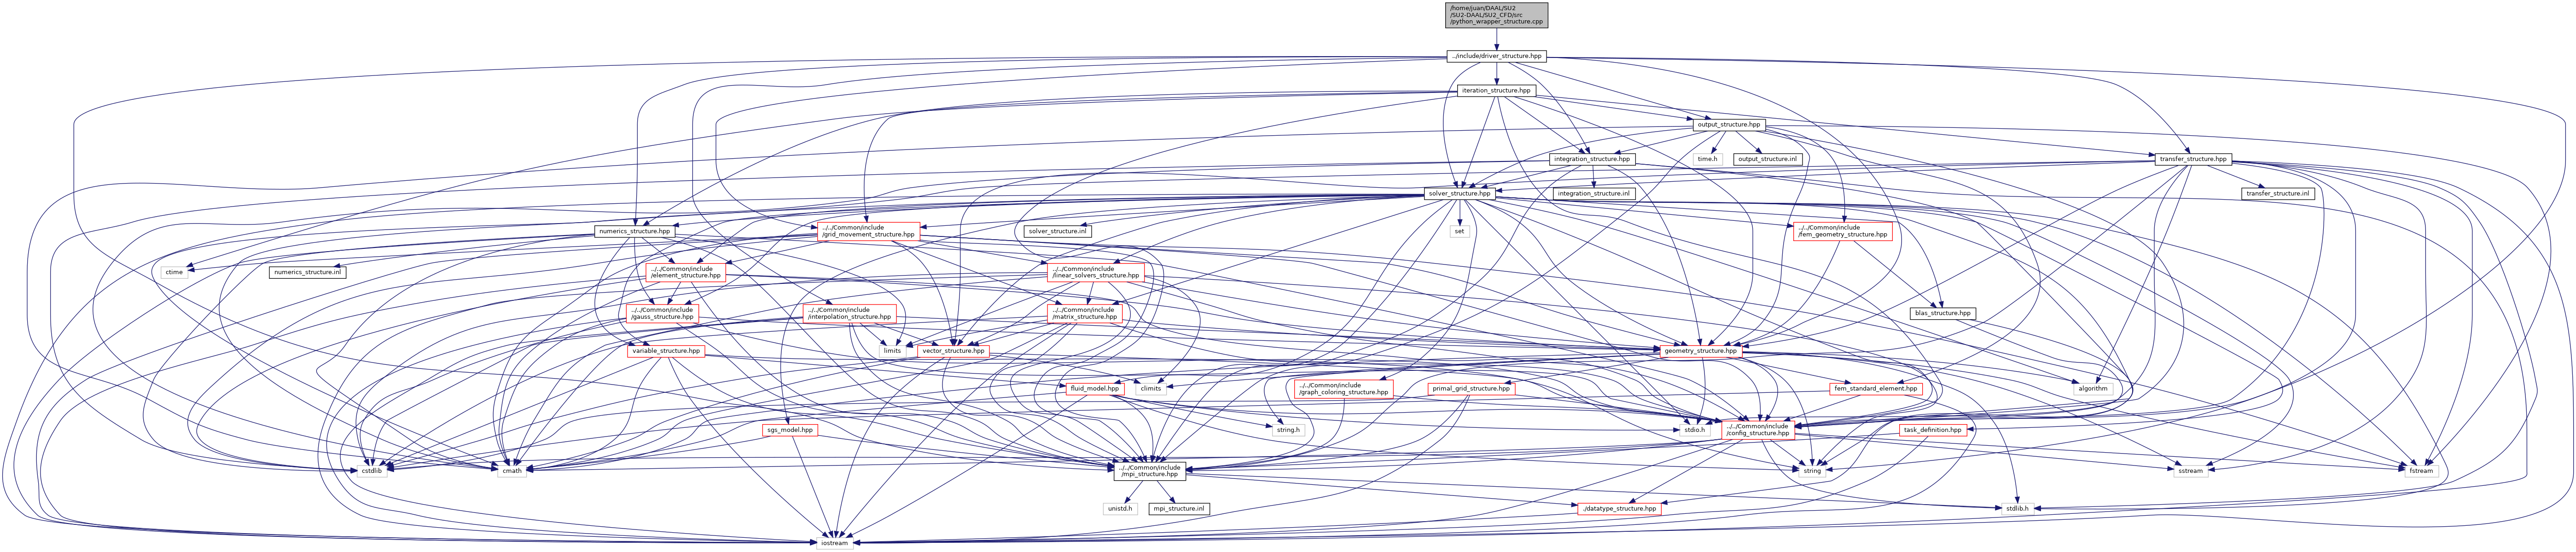 /home/juan/DAAL/SU2
/SU2-DAAL/SU2_CFD/src
/python_wrapper_structure.cpp
../include/driver_structure.hpp
iteration_structure.hpp
output_structure.hpp
time.h
output_structure.inl
integration_structure.hpp
transfer_structure.hpp
solver_structure.hpp
integration_structure.inl
transfer_structure.inl
numerics_structure.hpp
../../Common/include
/grid_movement_structure.hpp
solver_structure.inl
set
../../Common/include
/fem_geometry_structure.hpp
ctime
numerics_structure.inl
../../Common/include
/element_structure.hpp
../../Common/include
/linear_solvers_structure.hpp
../../Common/include
/gauss_structure.hpp
../../Common/include
/interpolation_structure.hpp
../../Common/include
/matrix_structure.hpp
blas_structure.hpp
variable_structure.hpp
limits
vector_structure.hpp
geometry_structure.hpp
fluid_model.hpp
climits
../../Common/include
/graph_coloring_structure.hpp
primal_grid_structure.hpp
fem_standard_element.hpp
algorithm
sgs_model.hpp
string.h
stdio.h
../../Common/include
/config_structure.hpp
task_definition.hpp
cstdlib
cmath
../../Common/include
/mpi_structure.hpp
string
sstream
fstream
unistd.h
mpi_structure.inl
./datatype_structure.hpp
stdlib.h
iostream